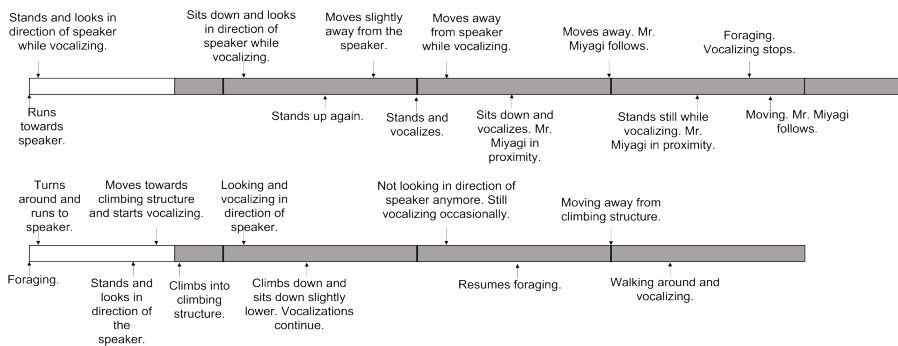 Stands and looks in
direction of speaker
while vocalizing.
Sits down and looks
in direction of
speaker while
vocalizing.
Moves slightly
away from the
speaker.
Moves away
from speaker
while vocalizing.
Moves away. Mr.
Miyagi follows.
Foraging.
Vocalizing stops.
Runs
towards
speaker.
Stands up again.
Stands and
vocalizes.
Sits down and
vocalizes. Mr.
Miyagi in
proximity.
Stands still while
vocalizing. Mr.
Miyagi in proximity.
Moving. Mr. Miyagi
follows.
Turns
around and
runs to
speaker.
Moves towards
climbing structure
and starts vocalizing.
Looking and
vocalizing in
direction of
speaker.
Not looking in direction of
speaker anymore. Still
vocalizing occasionally.
Moving away from
climbing structure.
Foraging.
Stands and
looks in
direction of
the
speaker.
Climbs into
climbing
structure.
Climbs down and
sits down slightly
lower. Vocalizations
continue.
Resumes foraging.
Walking around and
vocalizing.